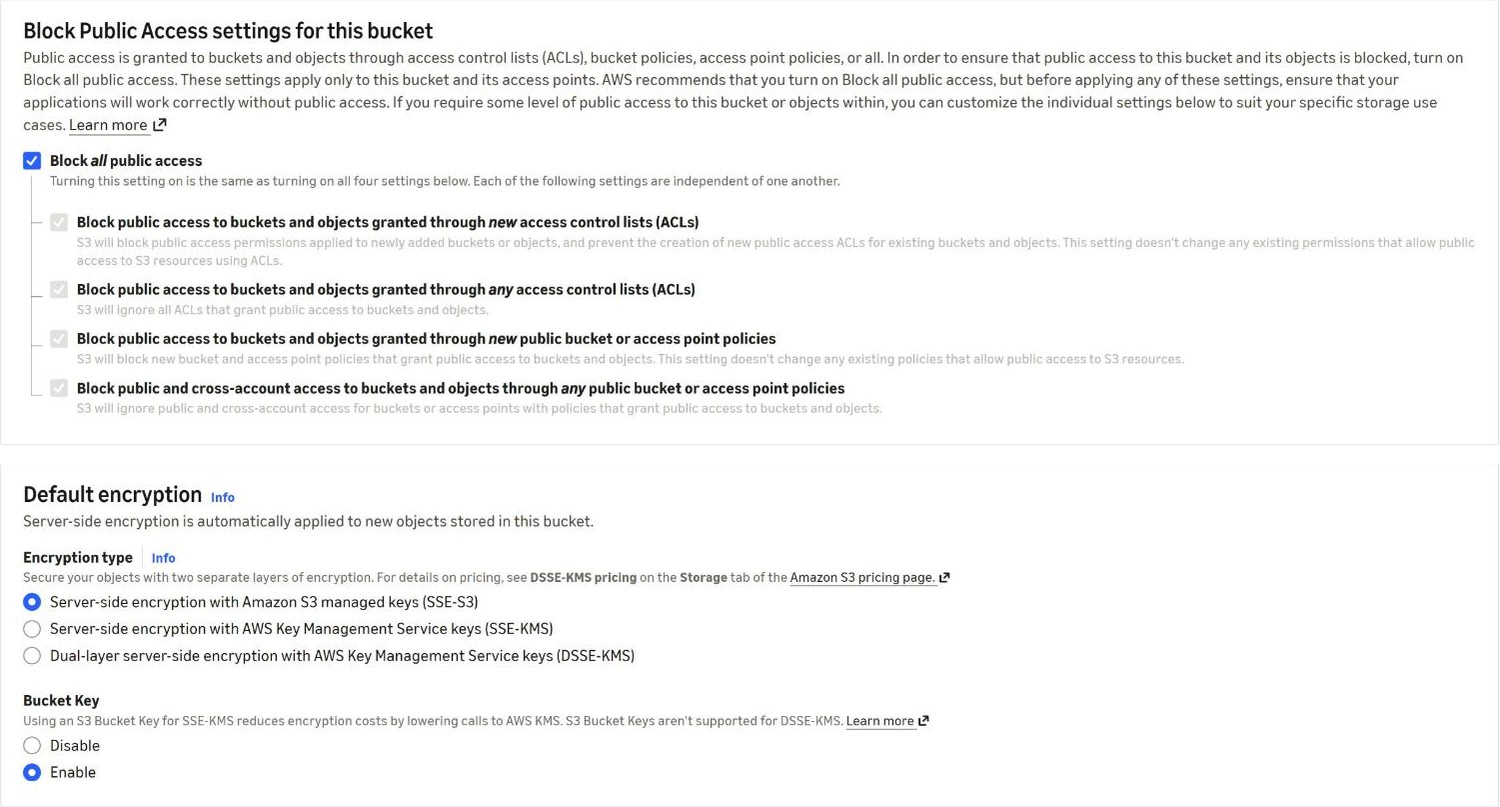 Block Public Access settings for this bucket
Public access is granted to buckets and objects through access control lists (ACLs), bucket policies, access point policies, or all. In order to ensure that public access to this bucket and its objects is blocked, turn on
Block all public access. These settings apply only to this bucket and its access points. AWS recommends that you turn on Block all public access, but before applying any of these settings, ensure that your
applications will work correctly without public access. If you require some level of public access to this bucket or objects within, you can customize the individual settings below to suit your specific storage use
cases. Learn more
Block all public access
Turning this setting on is the same as turning on all four settings below. Each of the following settings are independent of one another.
Block public access to buckets and objects granted through new access control lists (ACLs)
S3 will block public access permissions applied to newly added buckets or objects, and prevent the creation of new public access ACLs for existing buckets and objects. This setting doesn't change any existing permissions that allow public
access to S3 resources using ACLs.
Block public access to buckets and objects granted through any access control lists (ACLs)
S3 will ignore all ACLs that grant public access to buckets and objects.
Block public access to buckets and objects granted through new public bucket or access point policies
S3 will block new bucket and access point policies that grant public access to buckets and objects. This setting doesn't change any existing policies that allow public access to S3 resources.
Block public and cross-account access to buckets and objects through any public bucket or access point policies
S3 will ignore public and cross-account access for buckets or access points with policies that grant public access to buckets and objects.
Default encryption Info
Server-side encryption is automatically applied to new objects stored in this bucket.
Encryption type Info
Secure your objects with two separate layers of encryption. For details on pricing, see DSSE-KMS pricing on the Storage tab of the Amazon S3 pricing page.
Server-side encryption with Amazon S3 managed keys (SSE-S3)
Server-side encryption with AWS Key Management Service keys (SSE-KMS)
Dual-layer server-side encryption with AWS Key Management Service keys (DSSE-KMS)
Bucket Key
Using an S3 Bucket Key for SSE-KMS reduces encryption costs by lowering calls to AWS KMS. S3 Bucket Keys aren't supported for DSSE-KMS. Learn more
Disable
Enable